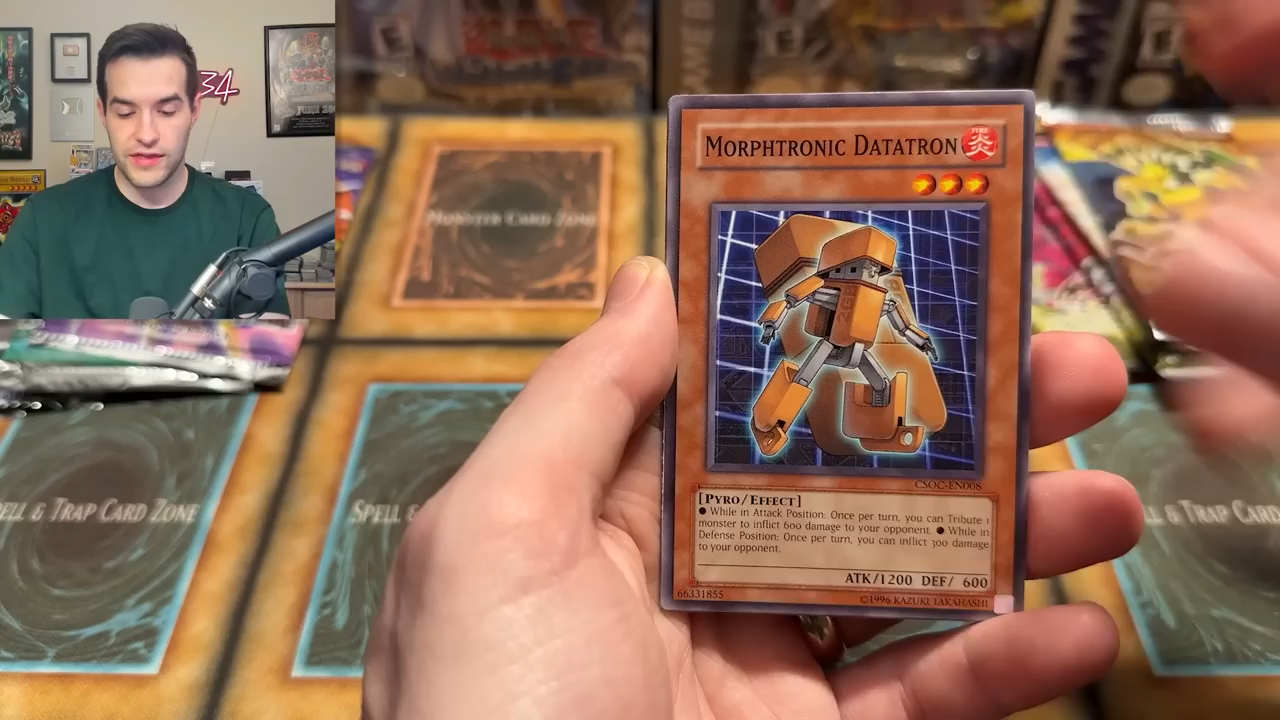 34
MORPHTRONIC DATATRON
FIRE
炎
MONSTER CARD ZONE
CSOC-EN008
[PYRO/EFFECT]
● While in Attack Position: Once per turn, you can Tribute 1
monster to inflict 600 damage to your opponent. ● While in
Defense Position: Once per turn, you can inflict 300 damage
to your opponent.
ATK/1200 DEF/ 600
66331855
©1996 KAZUKI TAKAHASHI
ELL & TRAP CARD ZONE
SPELL &
& TRAP CARD